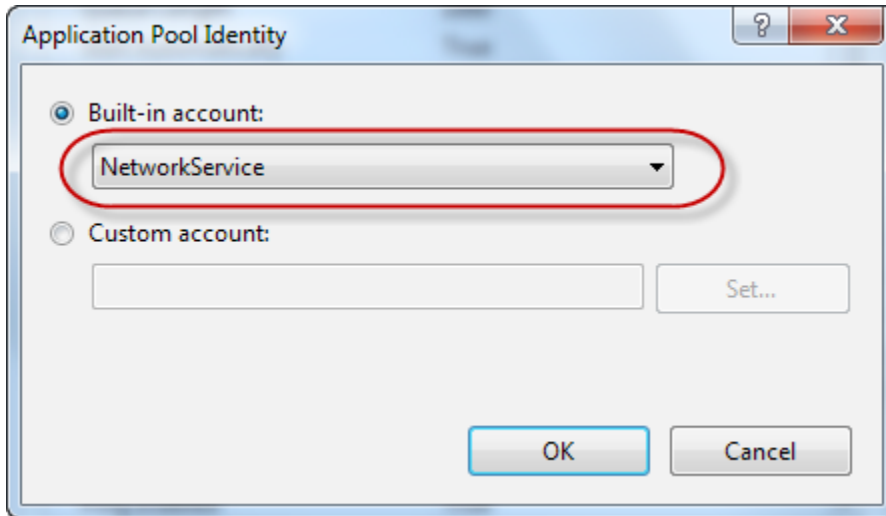 Application Pool Identity
Built-in account:
NetworkService
Custom account:
Set...
OK
Cancel